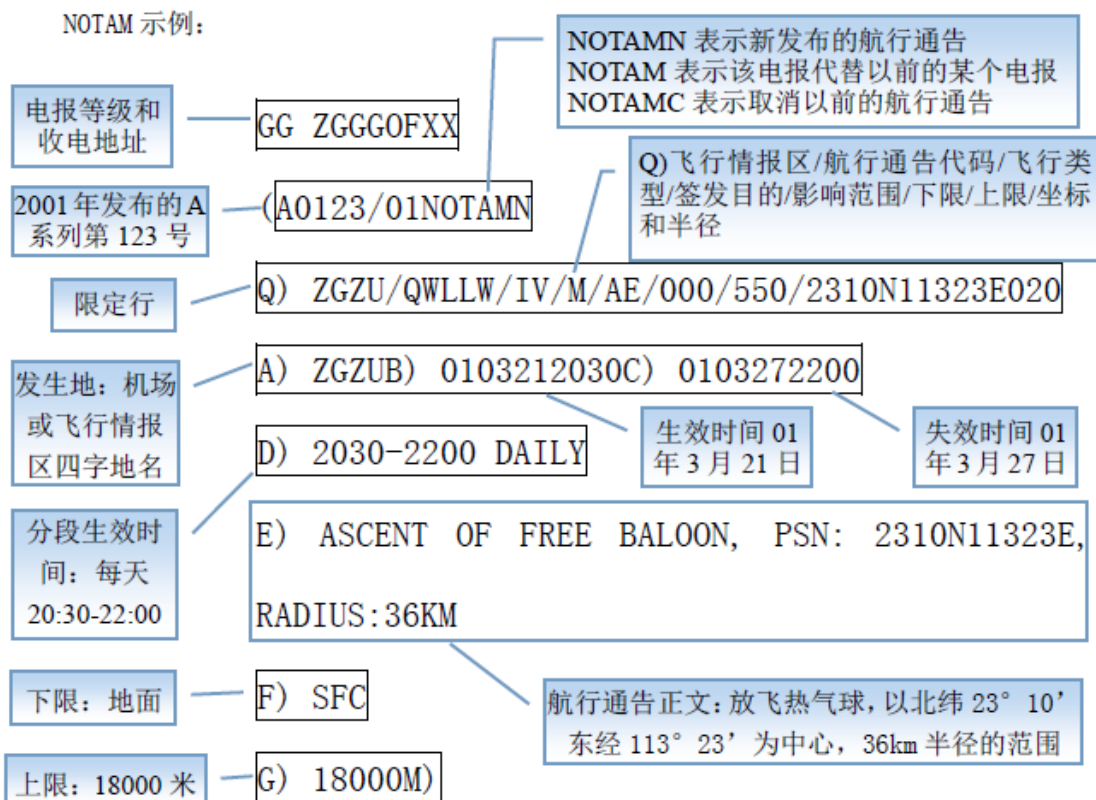 NOTAM 示例：
NOTAMN 表示新发布的航行通告
NOTAM 表示该电报代替以前的某个电报
NOTAMC 表示取消以前的航行通告
电报等级和
收电地址
GG ZGGGOFXX
Q)飞行情报区/航行通告代码/飞行类
型/签发目的/影响范围/下限/上限/坐标
和半径
2001 年发布的 A
系列第 123 号
(A0123/01NOTAMN
限定行
Q) ZGZU/QWLLW/IV/M/AE/000/550/2310N11323E020
发生地：机场
或飞行情报
区四字地名
A) ZGZUB) 0103212030C) 0103272200
生效时间 01
年 3 月 21 日
失效时间 01
年 3 月 27 日
D) 2030-2200 DAILY
分段生效时
间：每天
20:30-22:00
E) ASCENT OF FREE BALOON, PSN: 2310N11323E,
RADIUS:36KM
下限：地面
F) SFC
航行通告正文：放飞热气球，以北纬 23° 10’
东经 113° 23’ 为中心，36km 半径的范围
上限：18000 米
G) 18000M)